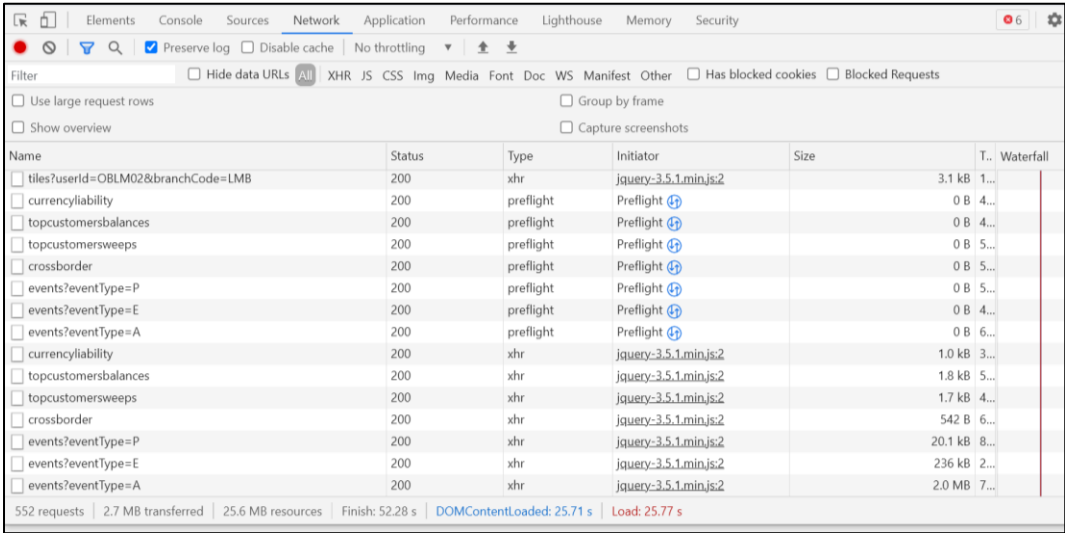 Elements Console Sources Network Application Performance Lighthouse Memory Security 6
Preserve log Disable cache No throttling
Filter Hide data URLs All XHR JS CSS Img Media Font Doc WS Manifest Other Has blocked cookies Blocked Requests
Use large request rows Group by frame
Show overview Capture screenshots
Name Status Type Initiator Size T.. Waterfall
tiles?userId=OBLM02&branchCode=LMB 200 xhr jquery-3.5.1.min.js:2 3.1 kB 1...
currencyliability 200 preflight Preflight 0 B 4...
topcustomersbalances 200 preflight Preflight 0 B 4...
topcustomersweeps 200 preflight Preflight 0 B 5...
crossborder 200 preflight Preflight 0 B 5...
events?eventType=P 200 preflight Preflight 0 B 5...
events?eventType=E 200 preflight Preflight 0 B 4...
events?eventType=A 200 preflight Preflight 0 B 6...
currencyliability 200 xhr jquery-3.5.1.min.js:2 1.0 kB 3...
topcustomersbalances 200 xhr jquery-3.5.1.min.js:2 1.8 kB 5...
topcustomersweeps 200 xhr jquery-3.5.1.min.js:2 1.7 kB 4...
crossborder 200 xhr jquery-3.5.1.min.js:2 542 B 6...
events?eventType=P 200 xhr jquery-3.5.1.min.js:2 20.1 kB 8...
events?eventType=E 200 xhr jquery-3.5.1.min.js:2 236 kB 2...
events?eventType=A 200 xhr jquery-3.5.1.min.js:2 2.0 MB 7...
552 requests 2.7 MB transferred 25.6 MB resources Finish: 52.28 s DOMContentLoaded: 25.71 s Load: 25.77 s